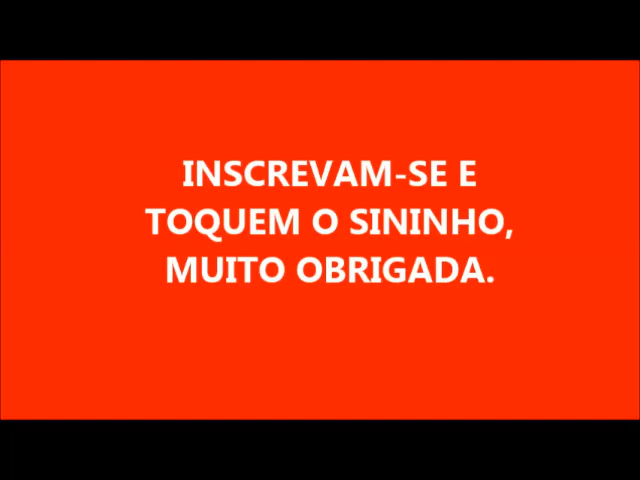 INSCREVAM-SE E
TOQUEM O SININHO,
MUITO OBRIGADA.